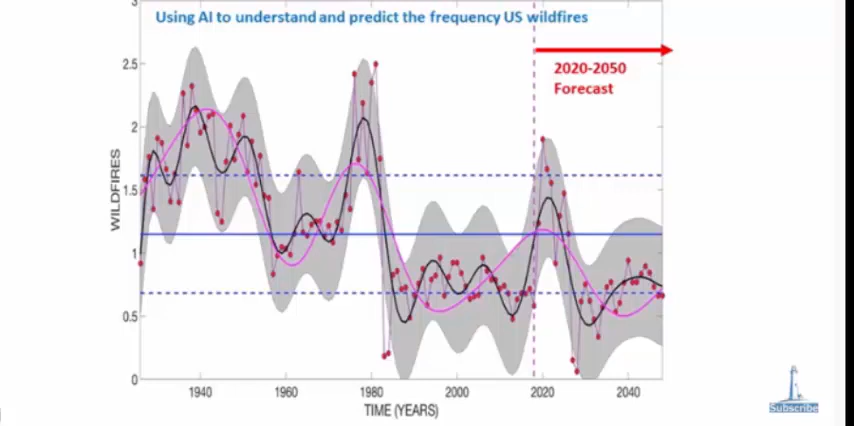 Using AI to understand and predict the frequency US wildfires
3
2.5
2020-2050
Forecast
2
1.5
1
0.5
0
WILDFIRES
1940 1960 1980 2000 2020 2040
TIME (YEARS)
Subscribe